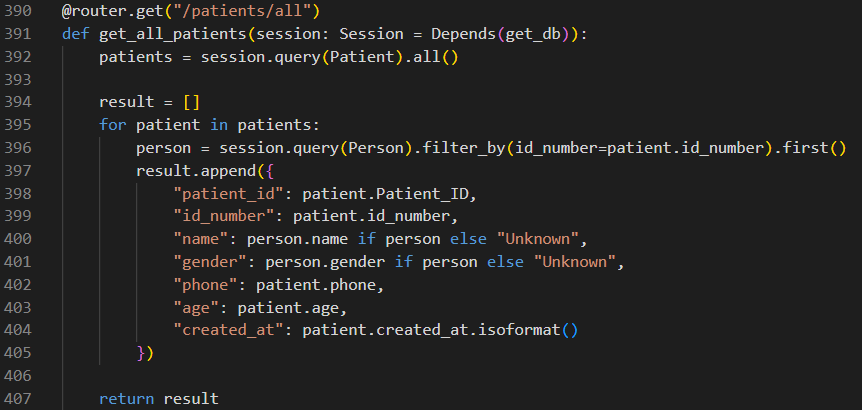 390 @router.get("/patients/all")
391 def get_all_patients(session: Session = Depends(get_db)):
392     patients = session.query(Patient).all()
393
394     result = []
395     for patient in patients:
396         person = session.query(Person).filter_by(id_number=patient.id_number).first()
397         result.append({
398             "patient_id": patient.Patient_ID,
399             "id_number": patient.id_number,
400             "name": person.name if person else "Unknown",
401             "gender": person.gender if person else "Unknown",
402             "phone": patient.phone,
403             "age": patient.age,
404             "created_at": patient.created_at.isoformat()
405         })
406
407     return result